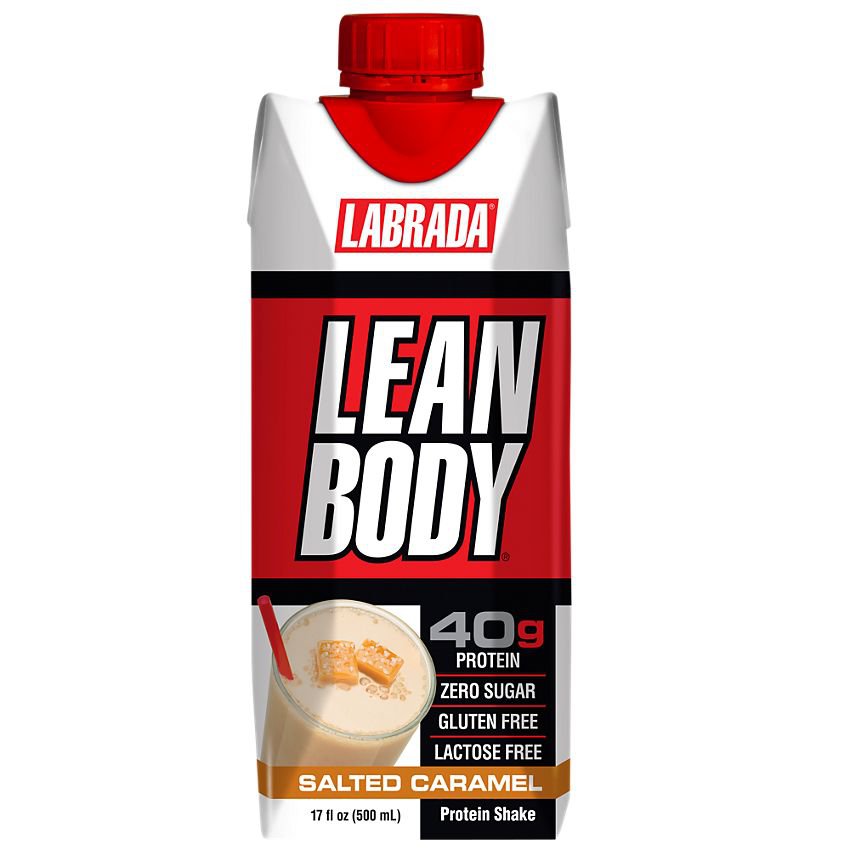 LABRADA®
LEAN
BODY®
40g
PROTEIN
ZERO SUGAR
GLUTEN FREE
LACTOSE FREE
SALTED CARAMEL
17 fl oz (500 mL)
Protein Shake